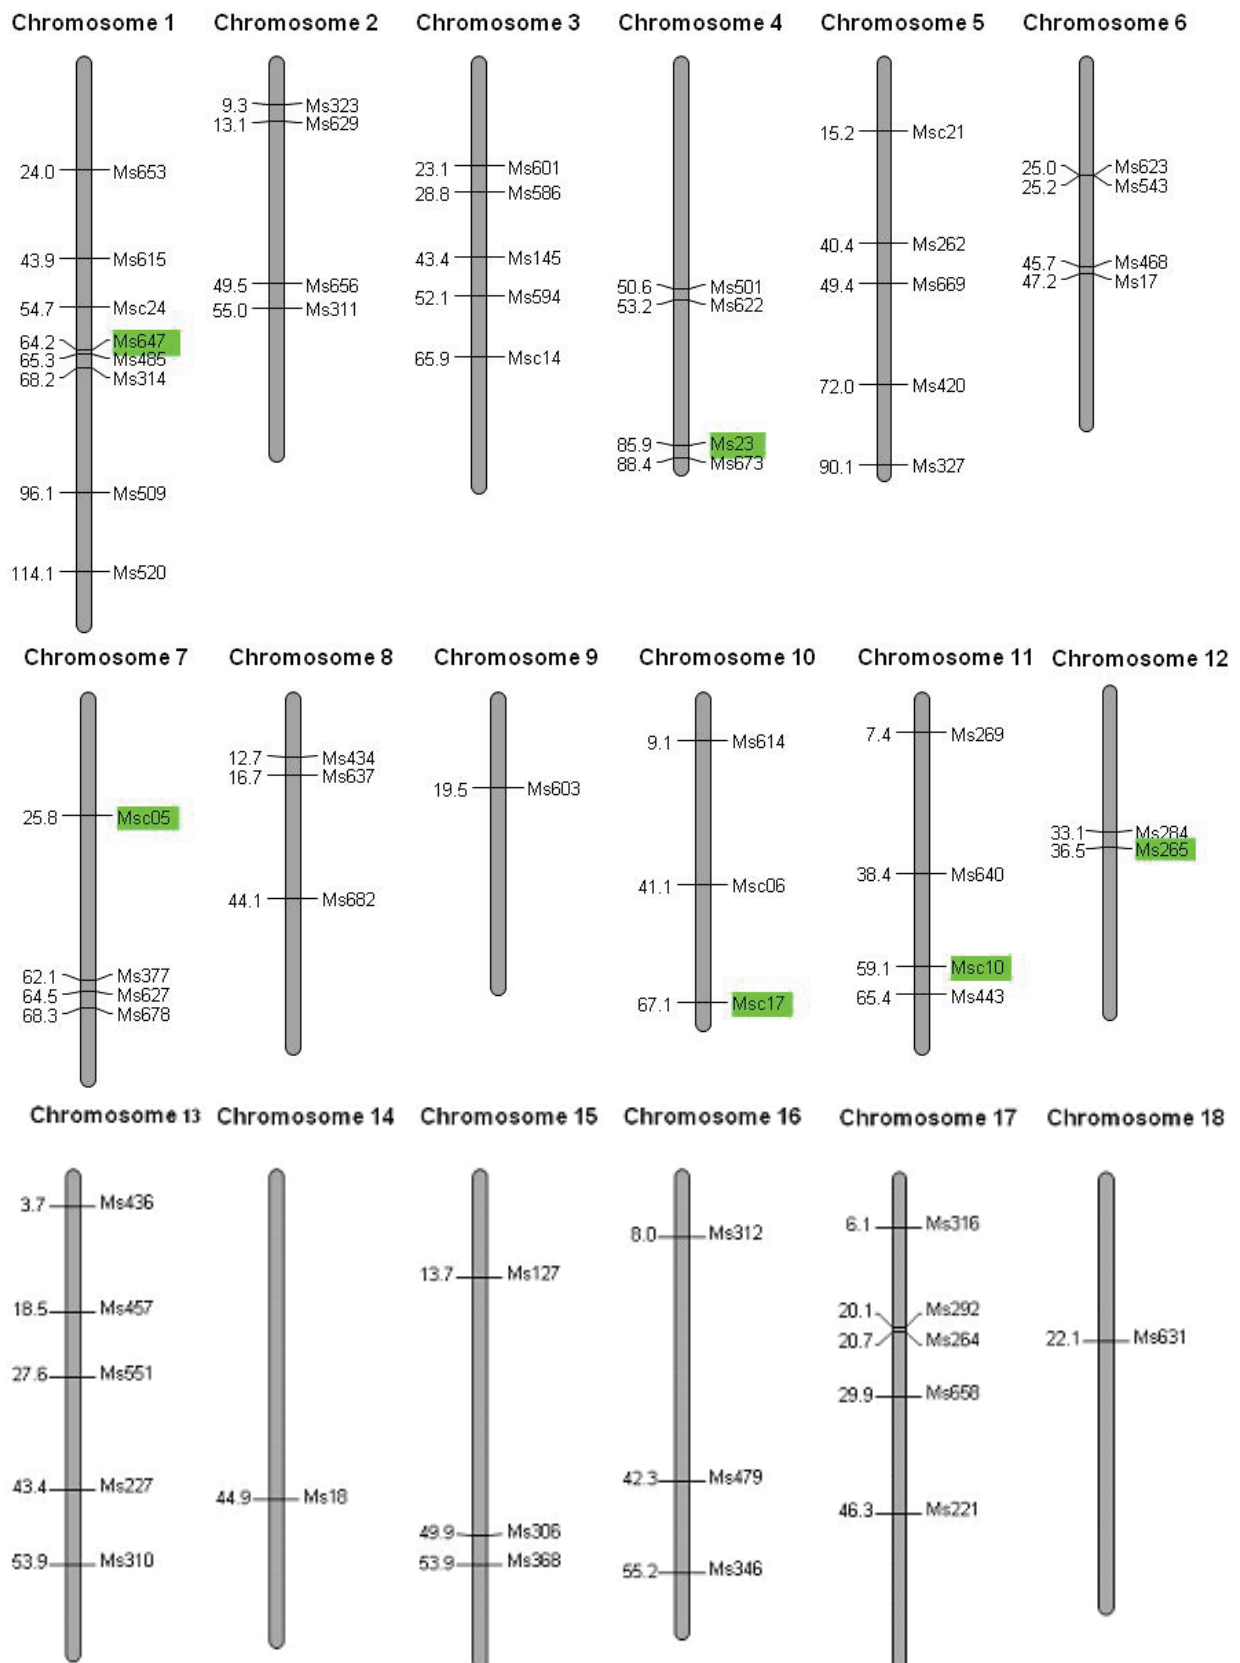 Chromosome 1
24.0 Ms653
43.9 Ms615
54.7 Msc24
64.2 Ms647
65.3 Ms485
68.2 Ms314
96.1 Ms509
114.1 Ms520
Chromosome 2
9.3 Ms323
13.1 Ms629
49.5 Ms656
55.0 Ms311
Chromosome 3
23.1 Ms601
28.8 Ms586
43.4 Ms145
52.1 Ms594
65.9 Msc14
Chromosome 4
50.6 Ms501
53.2 Ms622
85.9 Ms23
88.4 Ms673
Chromosome 5
15.2 Msc21
40.4 Ms262
49.4 Ms669
72.0 Ms420
90.1 Ms327
Chromosome 6
25.0 Ms623
25.2 Ms543
45.7 Ms468
47.2 Ms17
Chromosome 7
25.8 Msc05
62.1 Ms377
64.5 Ms627
68.3 Ms678
Chromosome 8
12.7 Ms434
16.7 Ms637
44.1 Ms682
Chromosome 9
19.5 Ms603
Chromosome 10
9.1 Ms614
41.1 Msc06
67.1 Msc17
Chromosome 11
7.4 Ms269
38.4 Ms640
59.1 Msc10
65.4 Ms443
Chromosome 12
33.1 Ms284
36.5 Ms265
Chromosome 13
3.7 Ms436
18.5 Ms457
27.6 Ms551
43.4 Ms227
53.9 Ms310
Chromosome 14
44.9 Ms18
Chromosome 15
13.7 Ms127
49.9 Ms306
53.9 Ms368
Chromosome 16
8.0 Ms312
42.3 Ms479
55.2 Ms346
Chromosome 17
6.1 Ms316
20.1 Ms292
20.7 Ms264
29.9 Ms658
46.3 Ms221
Chromosome 18
22.1 Ms631